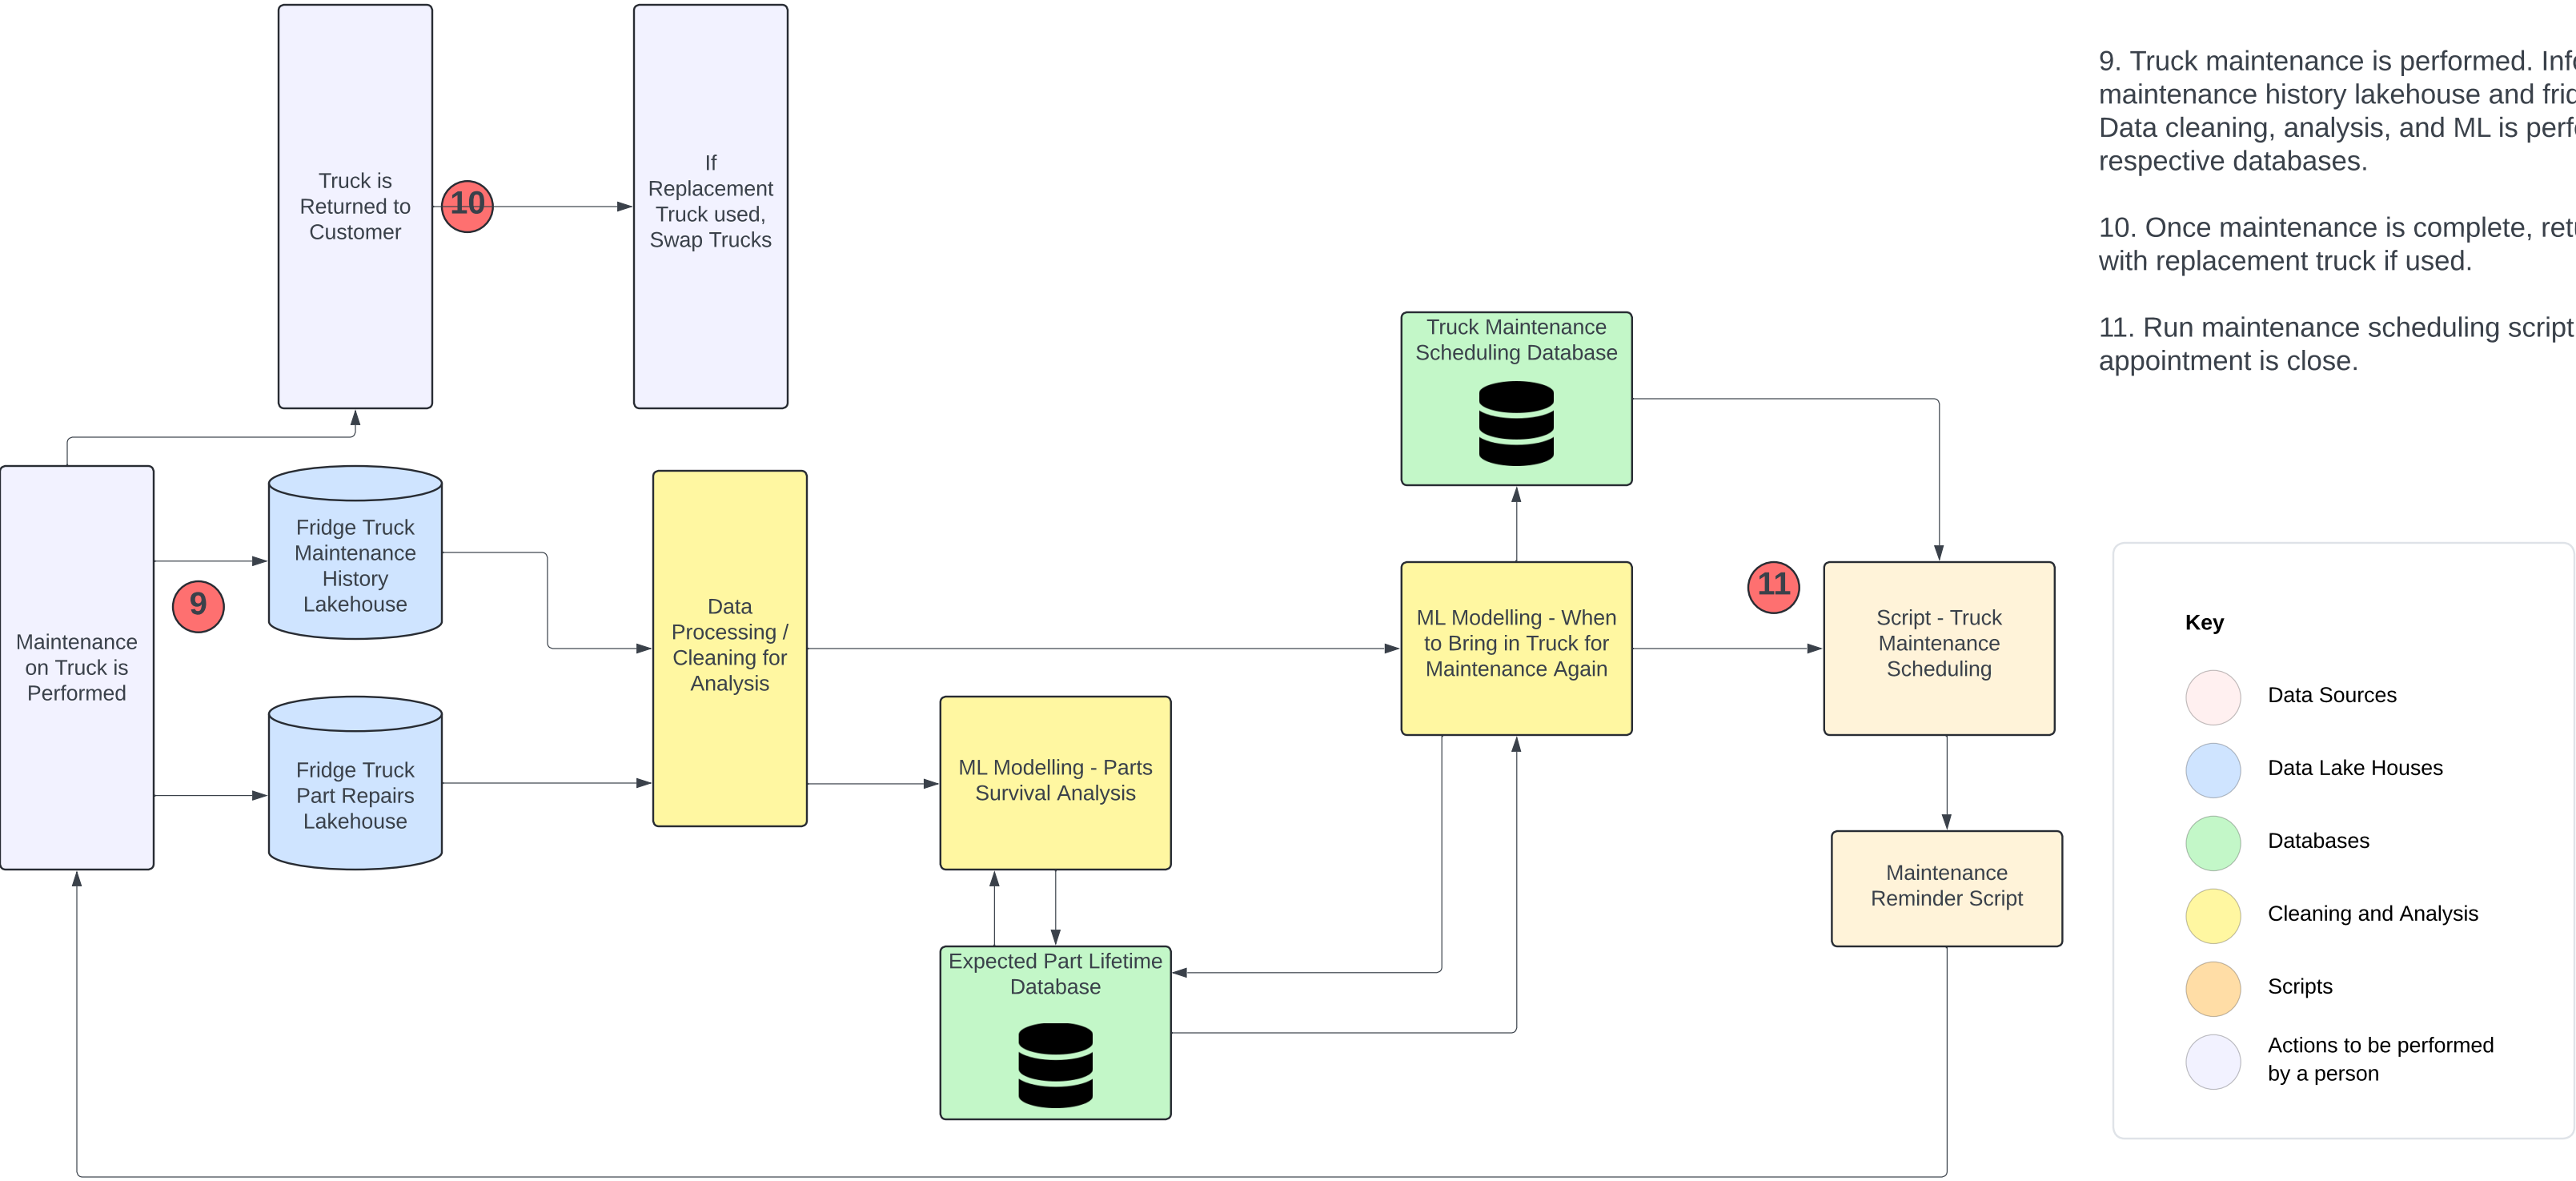 Truck is
Returned to
Customer
10
If
Replacement
Truck used,
Swap Trucks
9. Truck maintenance is performed.
maintenance history lakehouse and
Data cleaning, analysis, and ML is
respective databases.
10. Once maintenance is complete,
with replacement truck if used.
11. Run maintenance scheduling script
appointment is close.
Truck Maintenance
Scheduling Database
Maintenance
on Truck is
Performed
9
Fridge Truck
Maintenance
History
Lakehouse
Fridge Truck
Part Repairs
Lakehouse
Data
Processing /
Cleaning for
Analysis
ML Modelling - Parts
Survival Analysis
Expected Part Lifetime
Database
ML Modelling - When
to Bring in Truck for
Maintenance Again
11
Script - Truck
Maintenance
Scheduling
Maintenance
Reminder Script
Key
Data Sources
Data Lake Houses
Databases
Cleaning and Analysis
Scripts
Actions to be performed
by a person